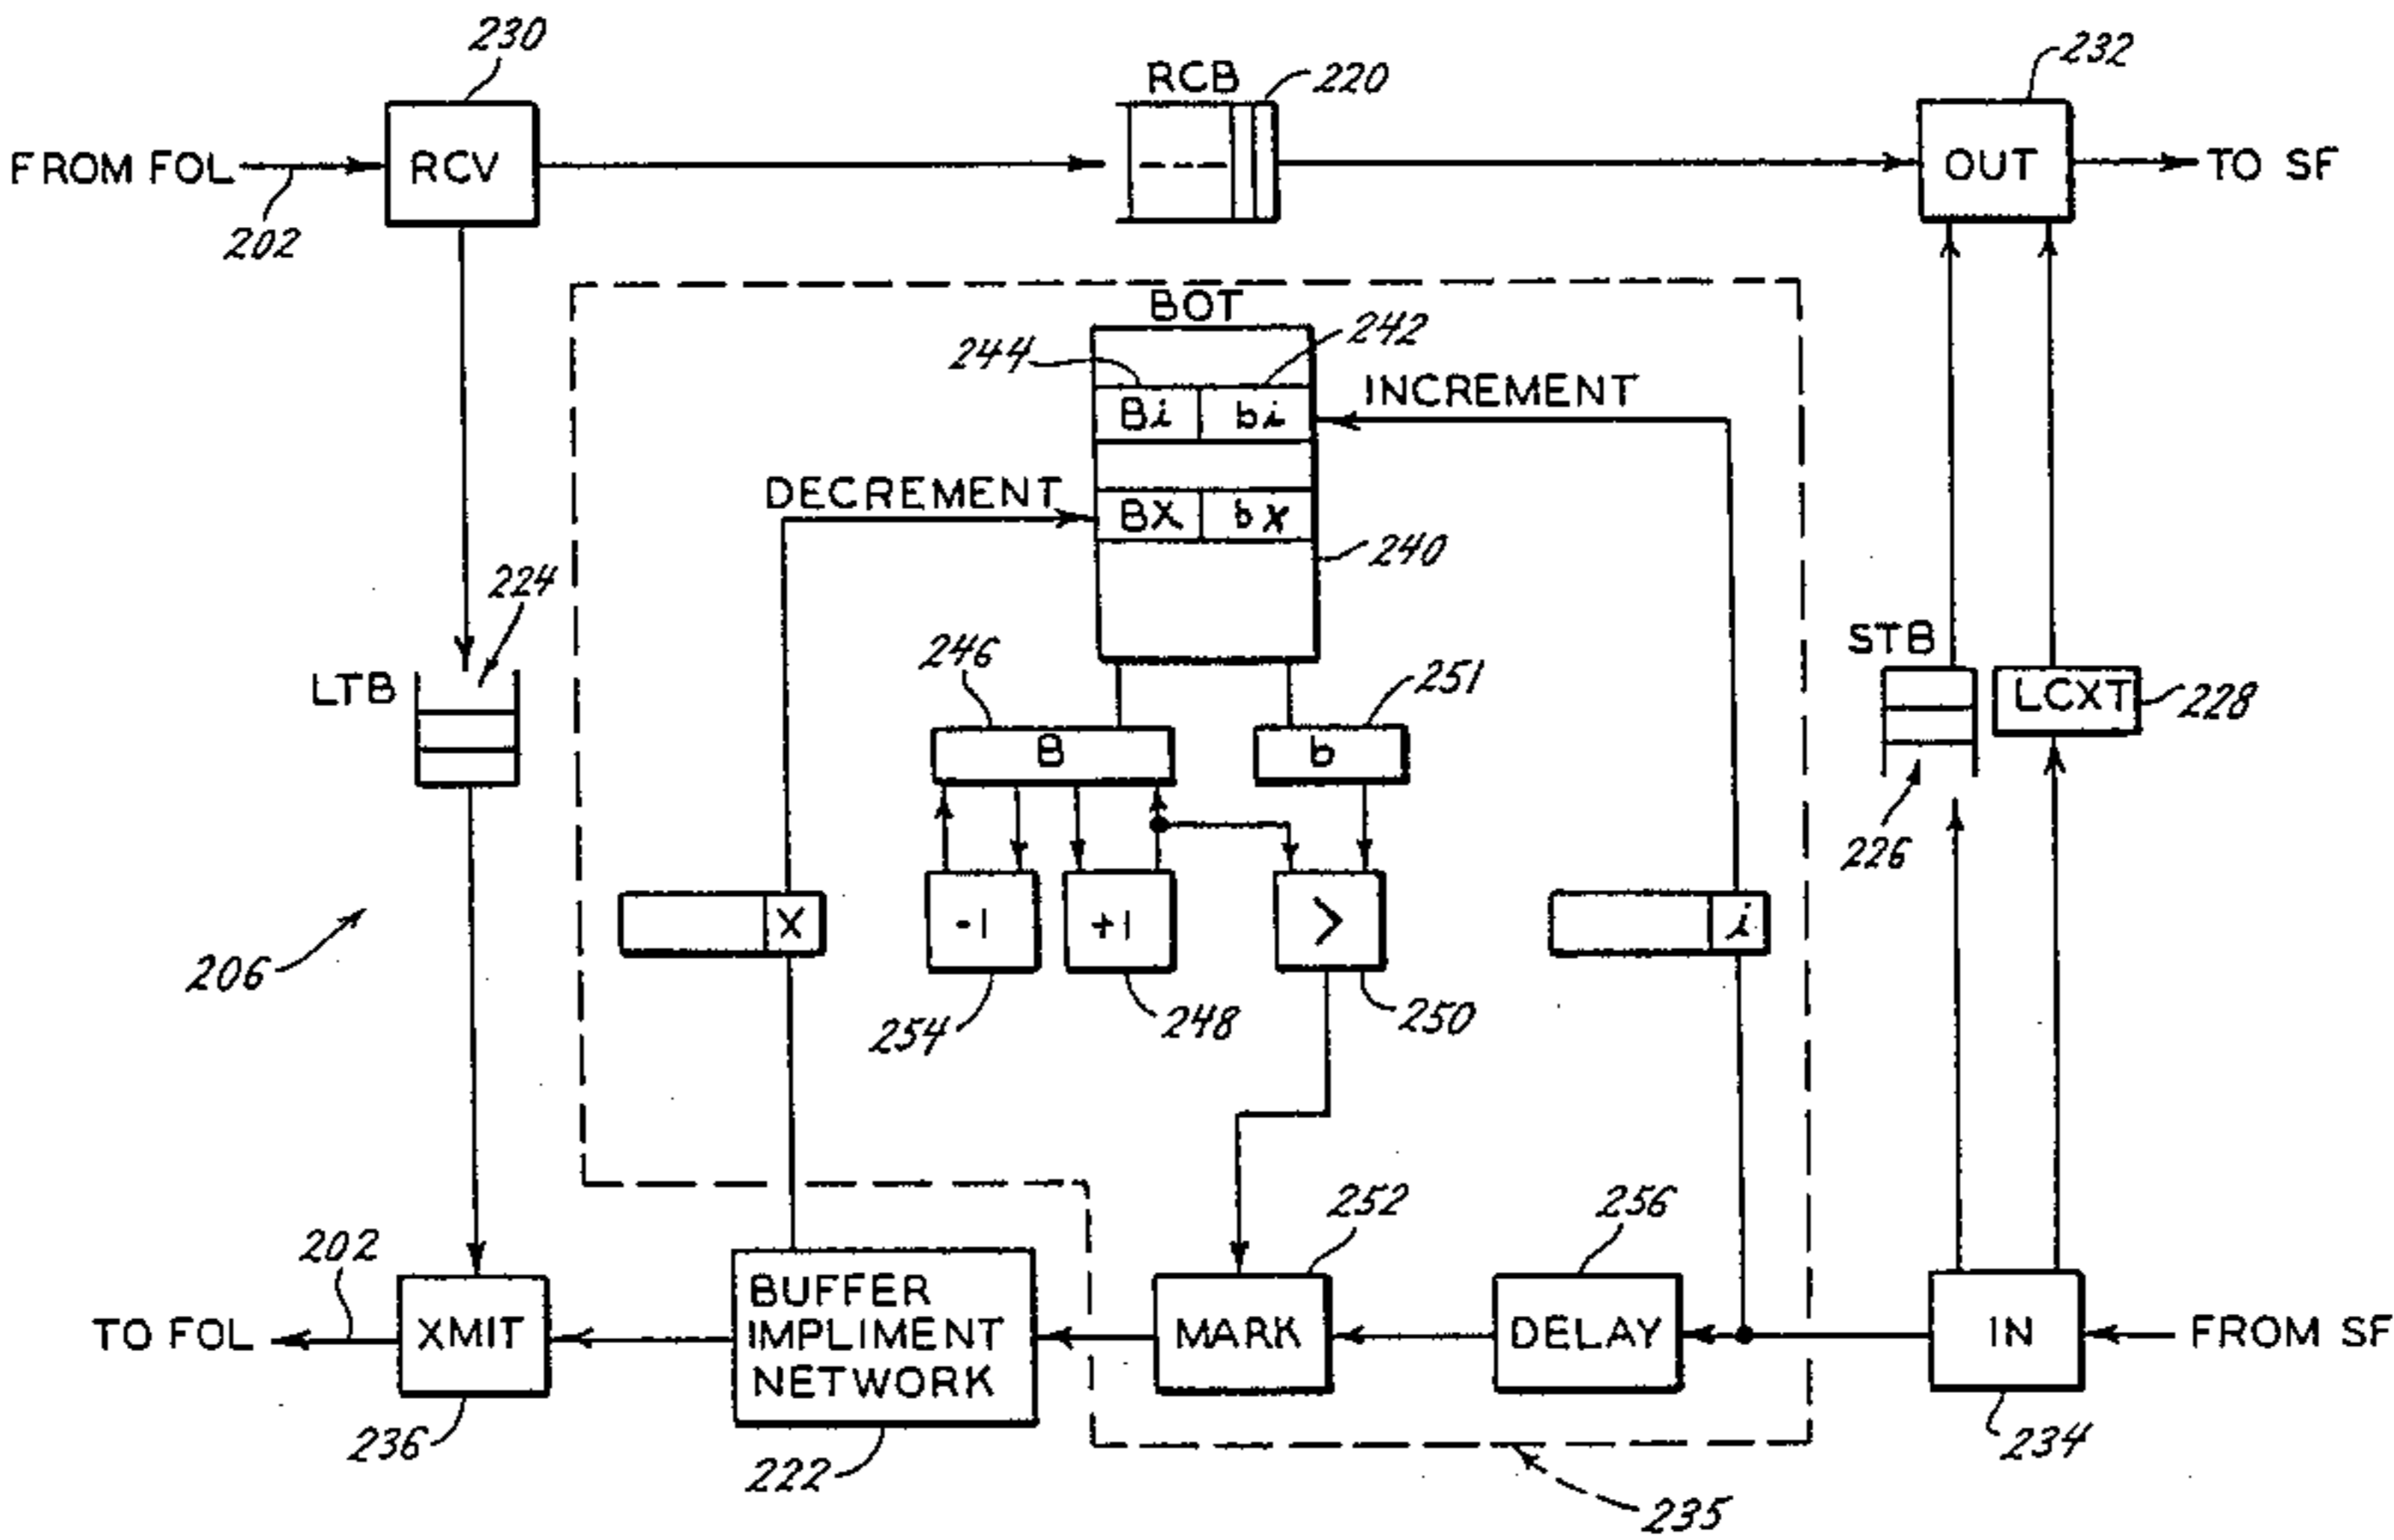 230
RCB
220
232
FROM FOL
RCV
OUT
TO SF
202
BOT
244
242
Bi
bi
INCREMENT
DECREMENT
BX
bx
240
224
LTB
246
251
STB
LCXT
228
B
b
226
X
-1
+1
>
i
206
254
248
250
252
256
202
TO FOL
XMIT
BUFFER
IMPLIMENT
NETWORK
MARK
DELAY
IN
FROM SF
236
222
235
234